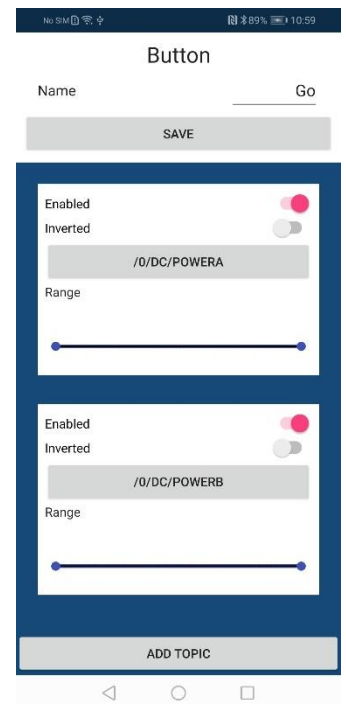 No SIM 89% 10:59
Button
Name Go
SAVE
Enabled
Inverted
/0/DC/POWERA
Range
Enabled
Inverted
/0/DC/POWERB
Range
ADD TOPIC